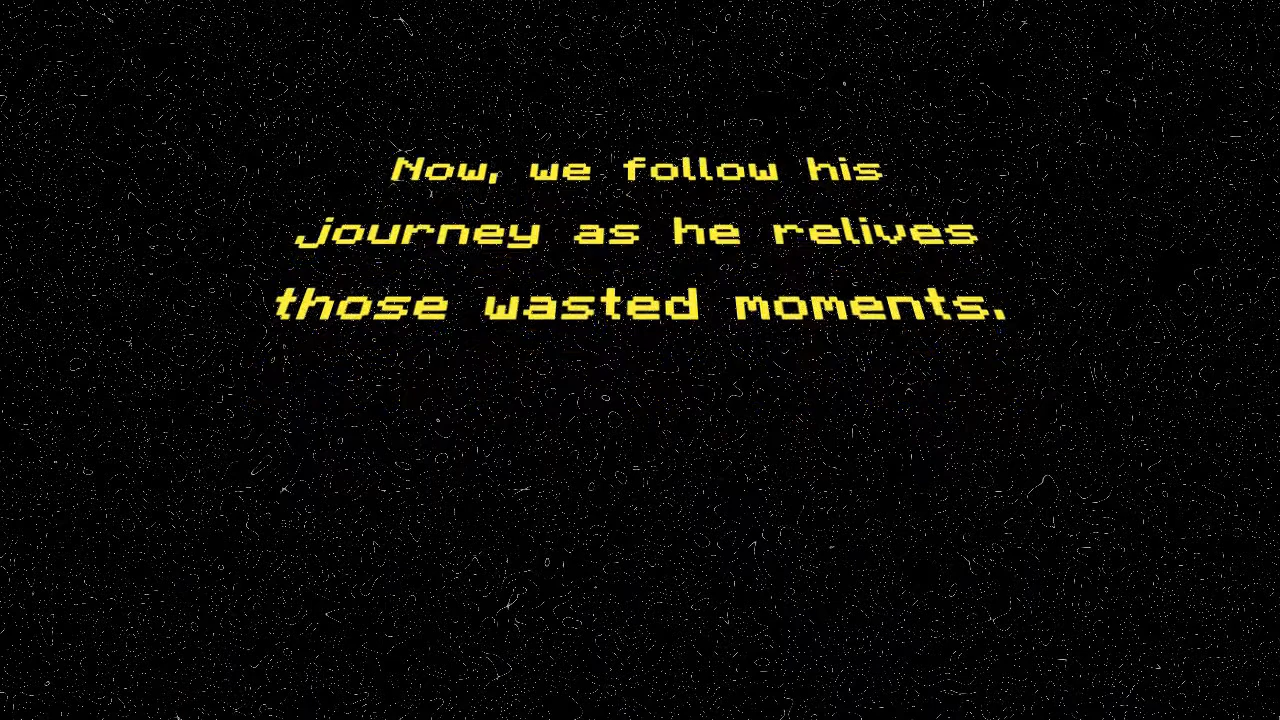 Now, we follow his
journey as he relives
those wasted moments.